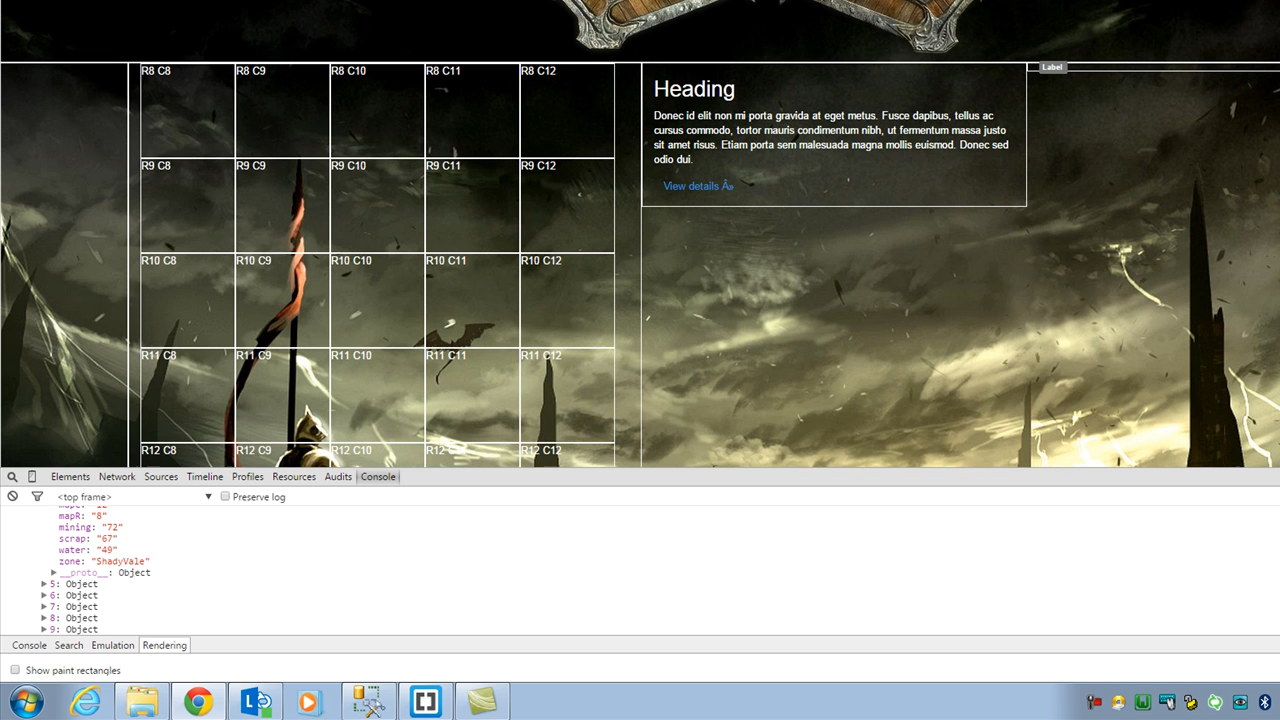 R8 C8 R8 C9 R8 C10 R8 C11 R8 C12
R9 C8 R9 C9 R9 C10 R9 C11 R9 C12
R10 C8 R10 C9 R10 C10 R10 C11 R10 C12
R11 C8 R11 C9 R11 C10 R11 C11 R11 C12
R12 C8 R12 C9 R12 C10 R12 C11 R12 C12
Heading
Donec id elit non mi porta gravida at eget metus. Fusce dapibus, tellus ac
cursus commodo, tortor mauris condimentum nibh, ut fermentum massa justo
sit amet risus. Etiam porta sem malesuada magna mollis euismod. Donec sed
odio dui.
View details Â»
Label
Elements Network Sources Timeline Profiles Resources Audits Console
<top frame> ▼ Preserve log
mapR: "8"
mining: "72"
scrap: "67"
water: "49"
zone: "ShadyVale"
__proto__: Object
5: Object
6: Object
7: Object
8: Object
9: Object
Console Search Emulation Rendering
Show paint rectangles